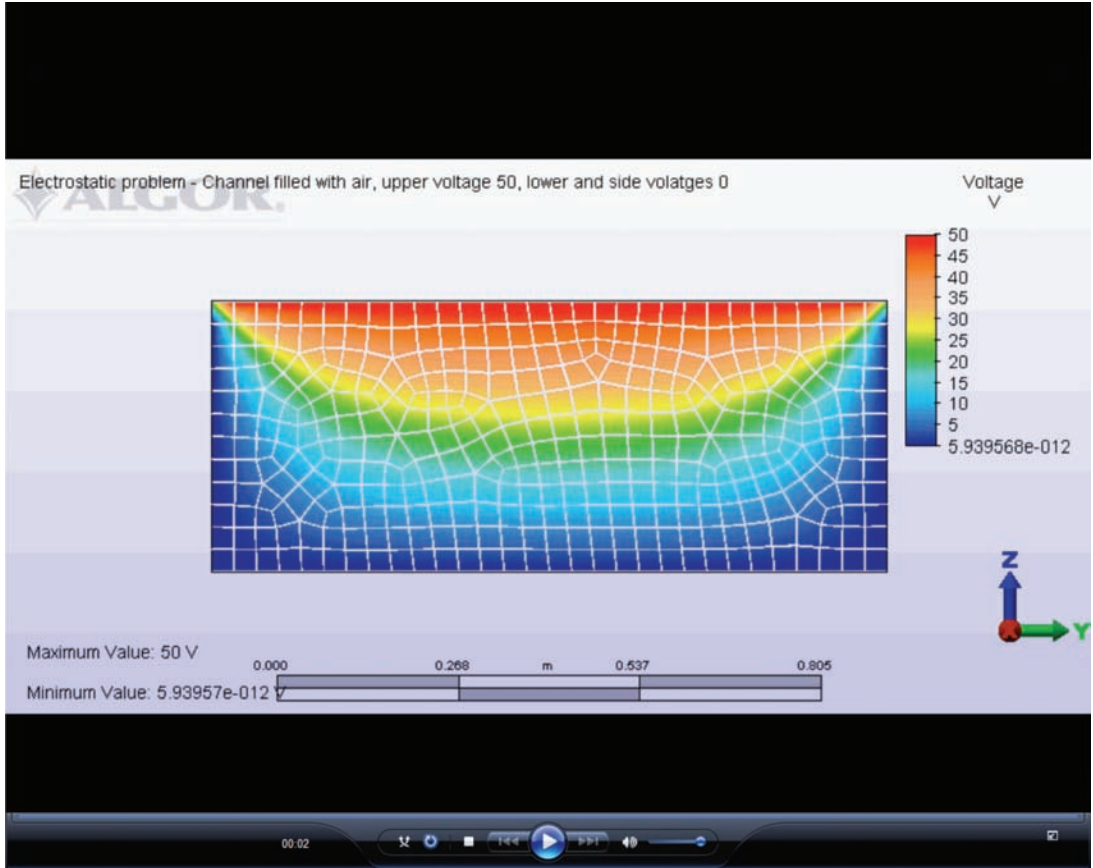 Electrostatic problem - Channel filled with air, upper voltage 50, lower and side volatges 0
ALGOR
Voltage
V
50
45
40
35
30
25
20
15
10
5
5.939568e-012
Z
Y
X
Maximum Value: 50 V
0.000 0.268 m 0.537 0.805
Minimum Value: 5.93957e-012 V
00:02